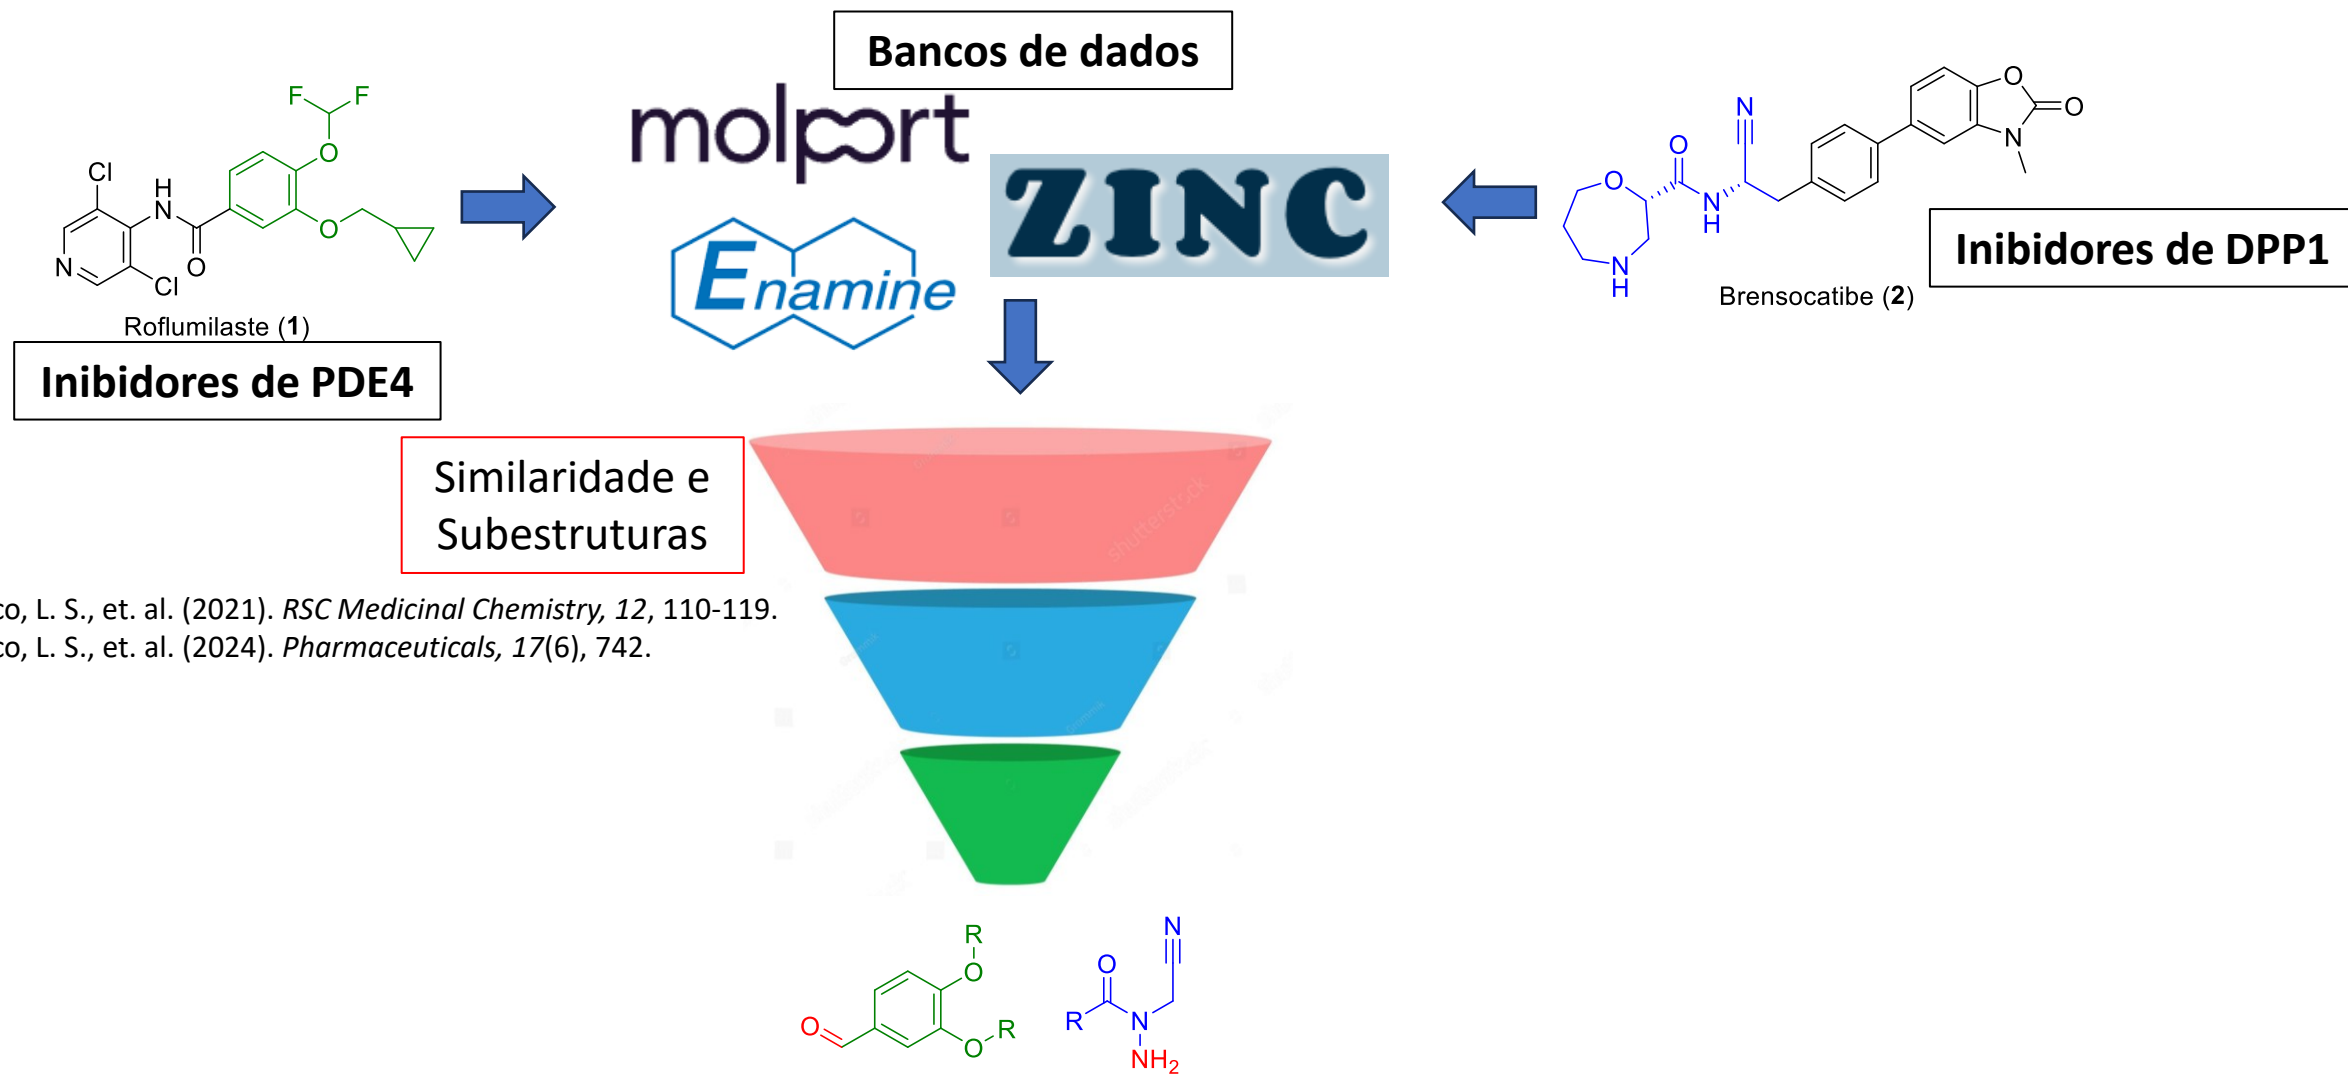 Bancos de dados
molport
ZINC
Enamine
F F
O
Cl
H
N
O
O
N
Cl
Roflumilaste (1)
Inibidores de PDE4
O
O
N
N
O
O
N
H
N
H
Brensocatibe (2)
Inibidores de DPP1
Similaridade e
Subestruturas
shutterstock
co, L. S., et. al. (2021). RSC Medicinal Chemistry, 12, 110-119.
co, L. S., et. al. (2024). Pharmaceuticals, 17(6), 742.
R
O
O
O
R
N
O
R
N
NH2